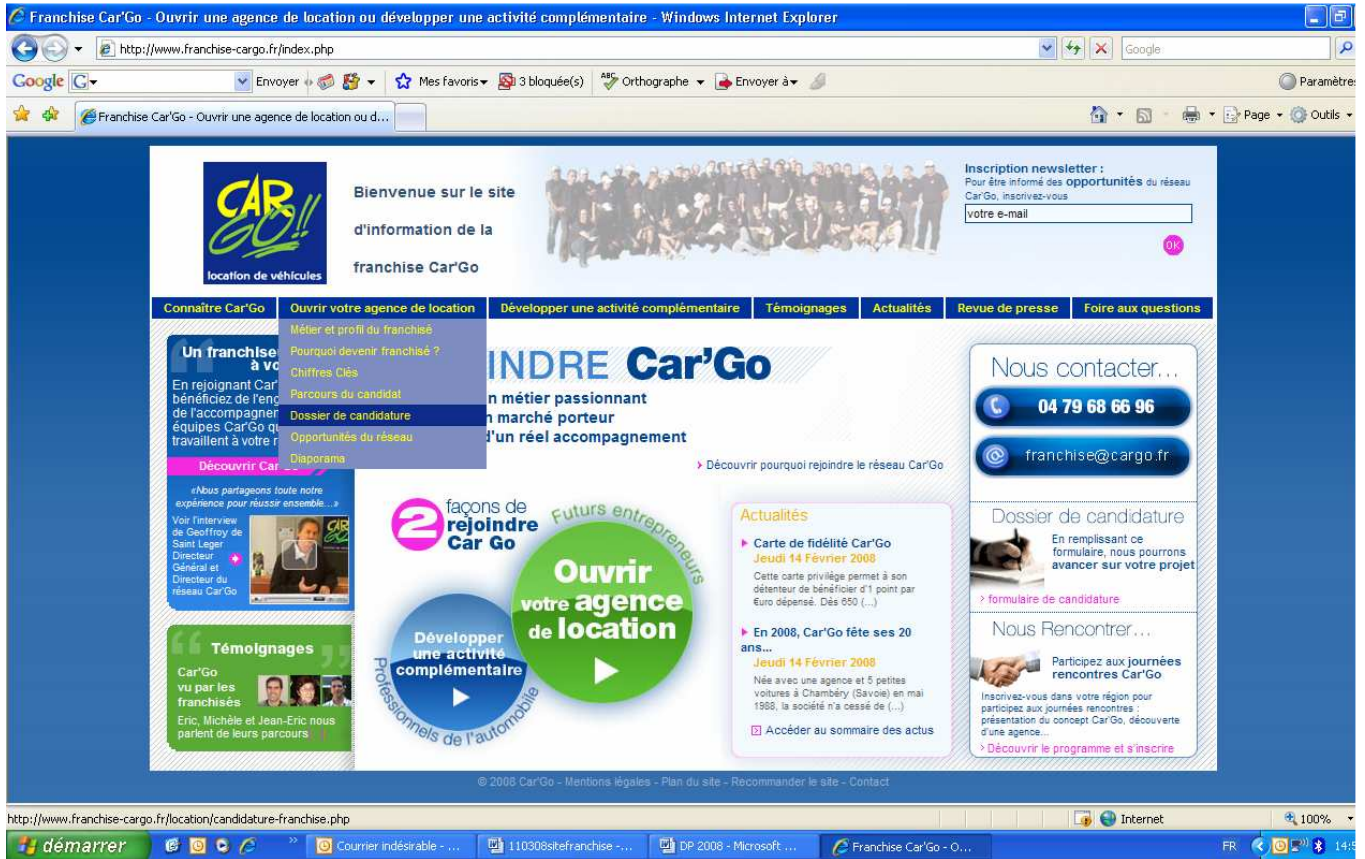 Franchise Car'Go - Ouvrir une agence de location ou développer une activité complémentaire - Windows Internet Explorer
http://www.franchise-cargo.fr/index.php
Google
Google
Envoyer
Mes favoris
3 bloquée(s)
ABC Orthographe
Envoyer à
Paramètres
Franchise Car'Go - Ouvrir une agence de location ou d...
Page
Outils
CAR GO!!
location de véhicules
Bienvenue sur le site
d'information de la
franchise Car'Go
Inscription newsletter :
Pour être informé des opportunités du réseau
Car'Go, inscrivez-vous
votre e-mail
OK
Connaître Car'Go
Ouvrir votre agence de location
Développer une activité complémentaire
Témoignages
Actualités
Revue de presse
Foire aux questions
Métier et profil du franchisé
Pourquoi devenir franchisé ?
Chiffres Clés
Parcours du candidat
Dossier de candidature
Opportunités du réseau
Diaporama
Un franchise
à vo
En rejoignant Car'
bénéficiez de l'eng
de l'accompagner
équipes Car'Go qu
travaillent à votre r
Découvrir Car
«Nous partageons toute notre
expérience pour réussir ensemble...»
Voir l'interview
de Geoffroy de
Saint Leger
Directeur
Général et
Directeur du
réseau Car'Go
Témoignages
Car'Go
vu par les
franchisés
Eric, Michèle et Jean-Eric nous
parlent de leurs parcours
INDRE Car'Go
n métier passionnant
n marché porteur
d'un réel accompagnement
Découvrir pourquoi rejoindre le réseau Car'Go
2 façons de
rejoindre
Car Go
Futurs entrepreneurs
Ouvrir
votre agence
de location
Développer
une activité
complémentaire
Professionnels de l'automobile
Actualités
Carte de fidélité Car'Go
Jeudi 14 Février 2008
Cette carte privilège permet à son
détenteur de bénéficier d'1 point par
€uro dépensé. Dès 650 (...)
En 2008, Car'Go fête ses 20
ans...
Jeudi 14 Février 2008
Née avec une agence et 5 petites
voitures à Chambéry (Savoie) en mai
1988, la société n'a cessé de (...)
Accéder au sommaire des actus
Nous contacter...
04 79 68 66 96
@ franchise@cargo.fr
Dossier de candidature
En remplissant ce
formulaire, nous pourrons
avancer sur votre projet
> formulaire de candidature
Nous Rencontrer...
Participez aux journées
rencontres Car'Go
Inscrivez-vous dans votre région pour
participez aux journées rencontres :
présentation du concept Car'Go, découverte
d'une agence...
> Découvrir le programme et s'inscrire
© 2008 Car'Go - Mentions légales - Plan du site - Recommander le site - Contact
http://www.franchise-cargo.fr/location/candidature-franchise.php
Internet
100%
démarrer
Courrier indésirable - ...
110308sitefranchise -...
DP 2008 - Microsoft ...
Franchise Car'Go - O...
FR
14:5